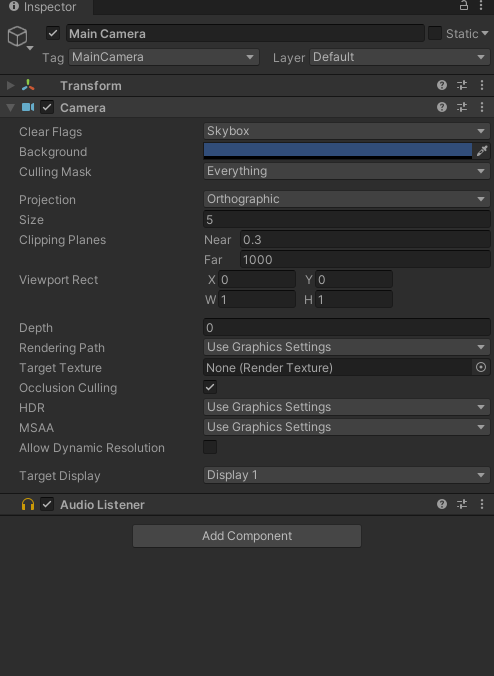 Inspector
Main Camera Static
Tag MainCamera Layer Default
Transform
Camera
Clear Flags Skybox
Background
Culling Mask Everything
Projection Orthographic
Size 5
Clipping Planes Near 0.3
Far 1000
Viewport Rect X 0 Y 0
W 1 H 1
Depth 0
Rendering Path Use Graphics Settings
Target Texture None (Render Texture)
Occlusion Culling
HDR Use Graphics Settings
MSAA Use Graphics Settings
Allow Dynamic Resolution
Target Display Display 1
Audio Listener
Add Component